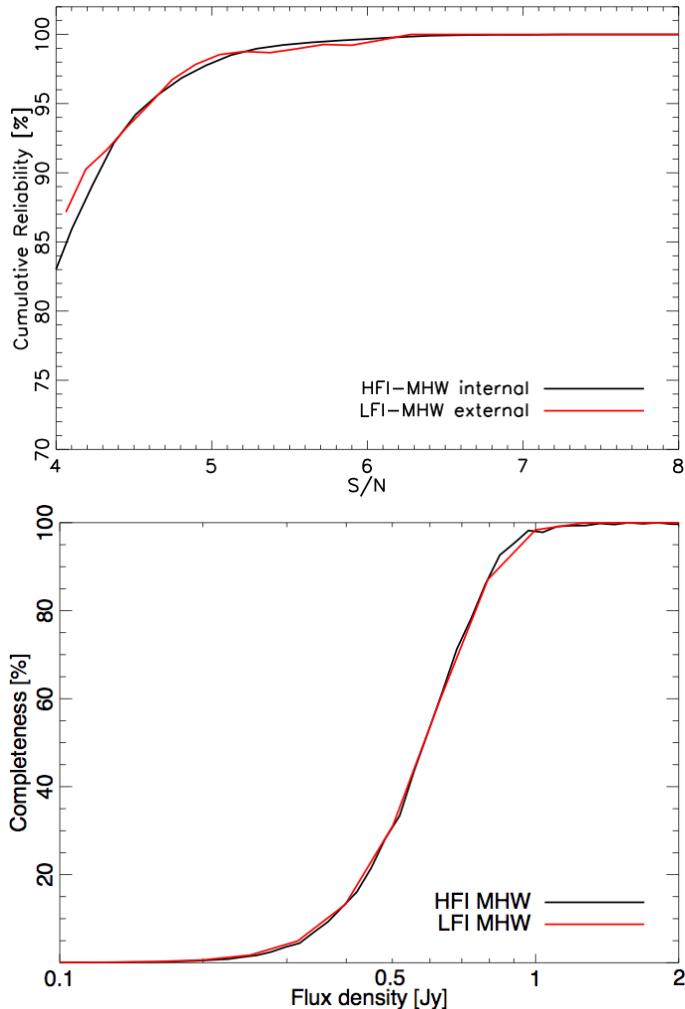 100
95
90
85
80
75
70
Cumulative Reliability [%]
HFI-MHW internal
LFI-MHW external
4 5 6 7 8
S/N
100
80
60
40
20
Completeness [%]
HFI MHW
LFI MHW
0.1 0.5 1 2
Flux density [Jy]